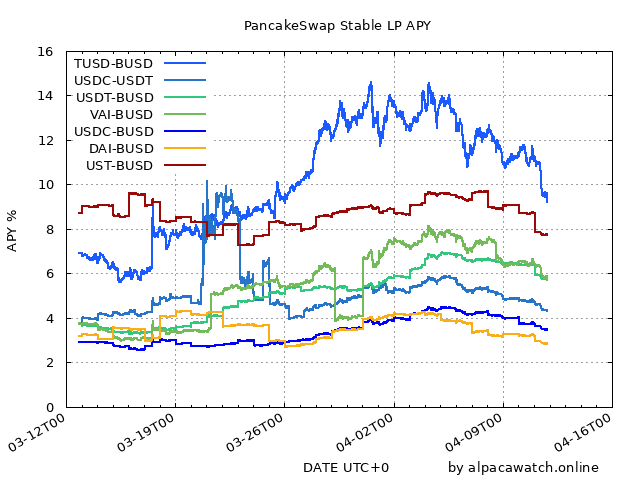 PancakeSwap Stable LP APY
16
14
12
10
8
6
4
2
0
APY %
TUSD-BUSD
USDC-USDT
USDT-BUSD
VAI-BUSD
USDC-BUSD
DAI-BUSD
UST-BUSD
03-12T00
03-19T00
03-26T00
04-02T00
04-09T00
04-16T00
DATE UTC+0
by alpacawatch.online